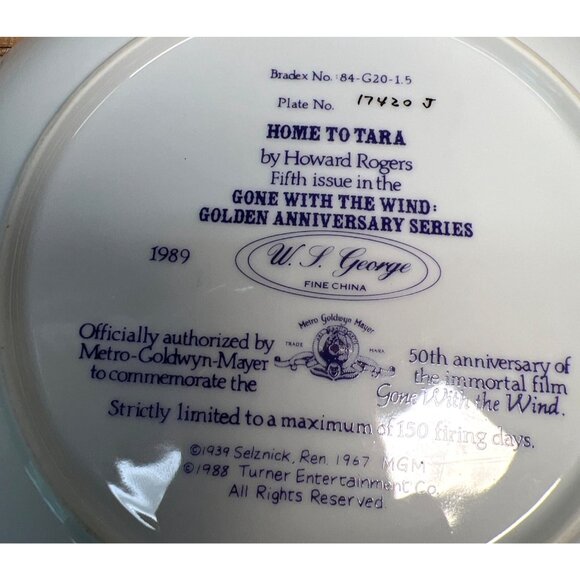 Bradex No. 84-G20-1.5
Plate No. 17420 J
HOME TO TARA
by Howard Rogers
Fifth issue in the
GONE WITH THE WIND:
GOLDEN ANNIVERSARY SERIES
1989
W. S. George
FINE CHINA
Metro Goldwyn Mayer
TRADE MARK
Officially authorized by
Metro-Goldwyn-Mayer
to commemorate the
50th anniversary of
the immortal film
Gone With the Wind.
Strictly limited to a maximum of 150 firing days.
©1939 Selznick, Ren. 1967 MGM
©1988 Turner Entertainment Co.
All Rights Reserved.